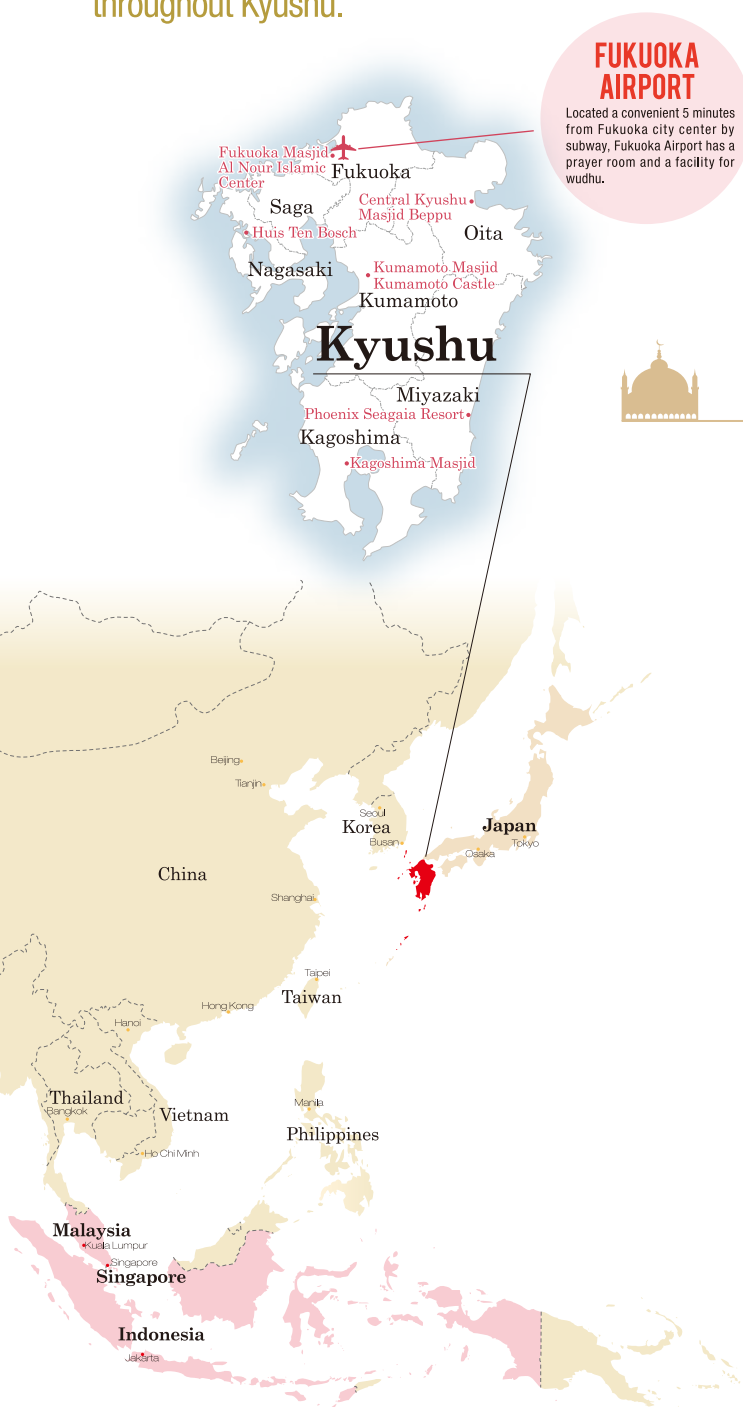 throughout Kyushu.
FUKUOKA
AIRPORT
Located a convenient 5 minutes
from Fukuoka city center by
subway, Fukuoka Airport has a
prayer room and a facility for
wudhu.
Fukuoka Masjid
Al Nour Islamic
Center
Fukuoka
Saga
Central Kyushu
Masjid Beppu
Oita
Huis Ten Bosch
Nagasaki
Kumamoto Masjid
Kumamoto Castle
Kumamoto
Kyushu
Miyazaki
Phoenix Seagaia Resort
Kagoshima
Kagoshima Masjid
Beijing
Tianjin
Seoul
Korea
Busan
Japan
Tokyo
Osaka
China
Shanghai
Taipei
Taiwan
Hong Kong
Hanoi
Thailand
Bangkok
Vietnam
Manila
Philippines
Ho Chi Minh
Malaysia
Kuala Lumpur
Singapore
Singapore
Indonesia
Jakarta